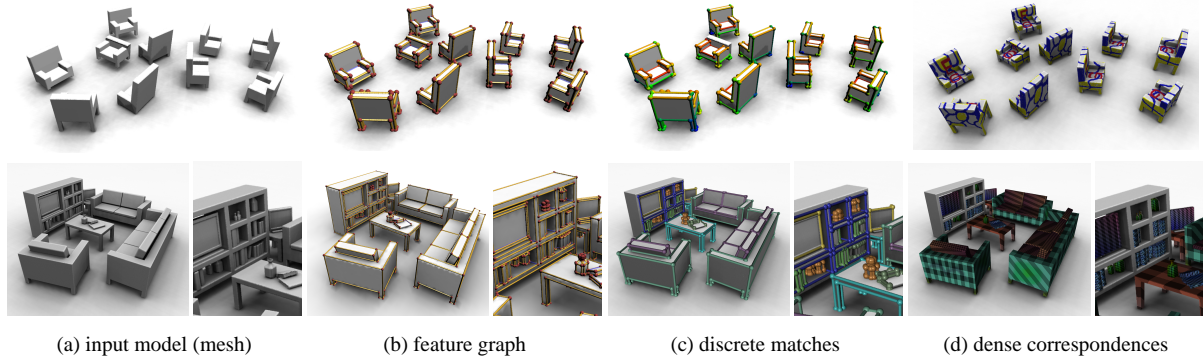 (a) input model (mesh)
(b) feature graph
(c) discrete matches
(d) dense correspondences